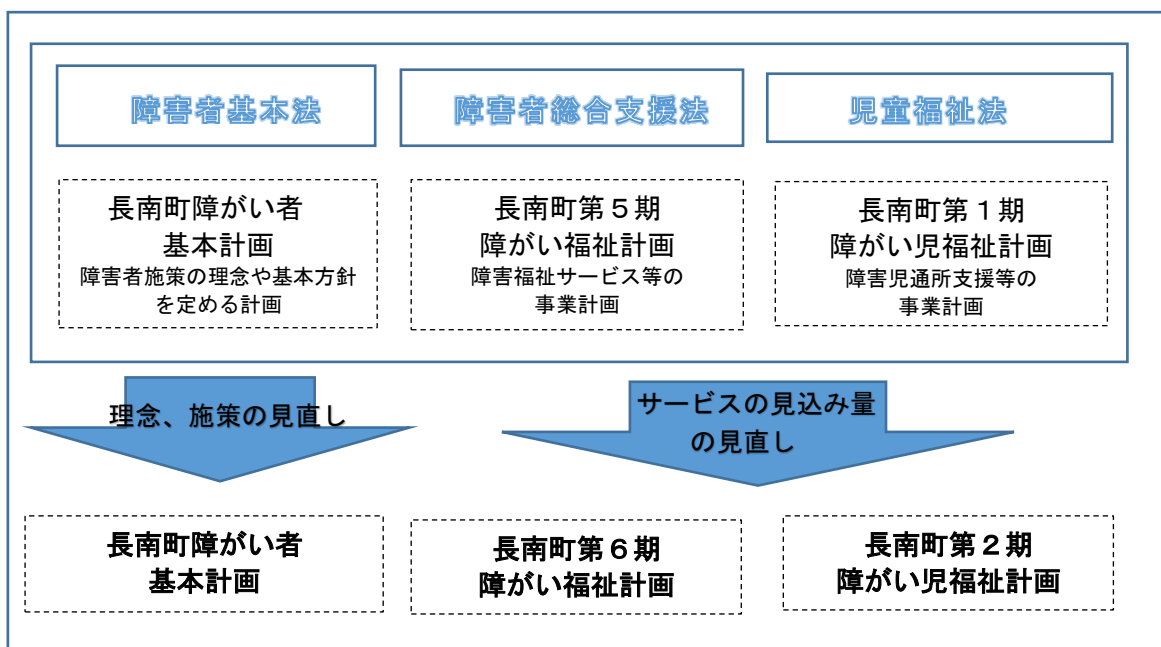 障害者基本法
障害者総合支援法
児童福祉法
長南町障がい者
基本計画
障害者施策の理念や基本方針
を定める計画
長南町第５期
障がい福祉計画
障害福祉サービス等の
事業計画
長南町第１期
障がい児福祉計画
障害児通所支援等の
事業計画
理念、施策の見直し
サービスの見込み量
の見直し
長南町障がい者
基本計画
長南町第６期
障がい福祉計画
長南町第２期
障がい児福祉計画